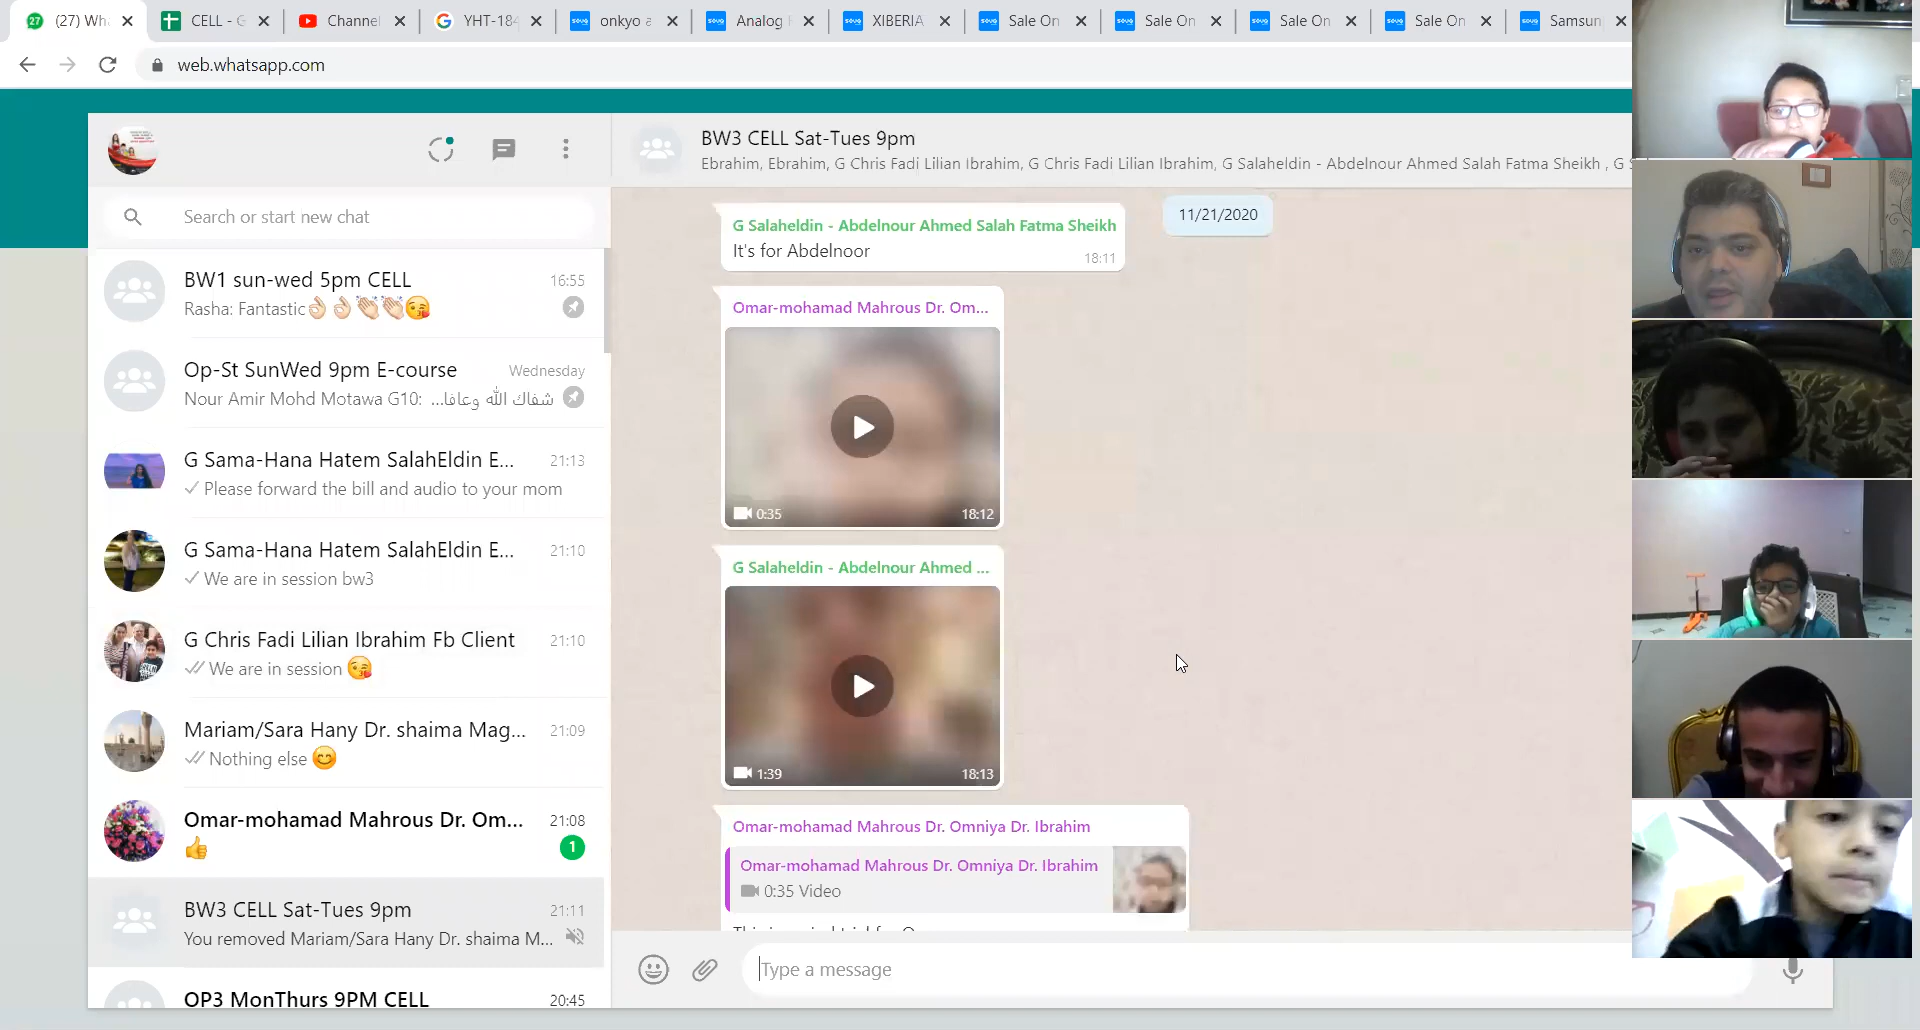 (27) Wh
CELL - G
Channel
YHT-184
onkyo a
Analog
XIBERIA
Sale On
Sale On
Sale On
Sale On
Samsun
web.whatsapp.com
BW3 CELL Sat-Tues 9pm
Ebrahim, Ebrahim, G Chris Fadi Lilian Ibrahim, G Chris Fadi Lilian Ibrahim, G Salaheldin - Abdelnour Ahmed Salah Fatma Sheikh , G S
Search or start new chat
BW1 sun-wed 5pm CELL
16:55
Rasha: Fantastic👌🏻👌🏻👏🏻👏🏻😘
Op-St SunWed 9pm E-course
Wednesday
Nour Amir Mohd Motawa G10: شفاك الله وعافا...
G Sama-Hana Hatem SalahEldin E...
21:13
Please forward the bill and audio to your mom
G Sama-Hana Hatem SalahEldin E...
21:10
We are in session bw3
G Chris Fadi Lilian Ibrahim Fb Client
21:10
We are in session 😘
Mariam/Sara Hany Dr. shaima Mag...
21:09
Nothing else 😊
Omar-mohamad Mahrous Dr. Om...
21:08
👍
1
BW3 CELL Sat-Tues 9pm
21:11
You removed Mariam/Sara Hany Dr. shaima M...
OP3 MonThurs 9PM CELL
20:45
11/21/2020
G Salaheldin - Abdelnour Ahmed Salah Fatma Sheikh
It's for Abdelnoor
18:11
Omar-mohamad Mahrous Dr. Om...
0:35
18:12
G Salaheldin - Abdelnour Ahmed ...
1:39
18:13
Omar-mohamad Mahrous Dr. Omniya Dr. Ibrahim
Omar-mohamad Mahrous Dr. Omniya Dr. Ibrahim
0:35 Video
Type a message